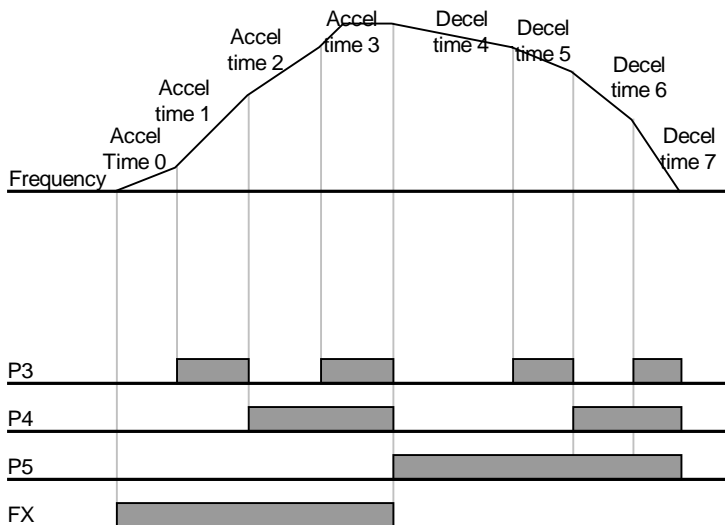 Accel
time 3
Decel
time 4
Decel
time 5
Accel
time 2
Decel
time 6
Accel
time 1
Accel
Time 0
Decel
time 7
Frequency
P3
P4
P5
FX